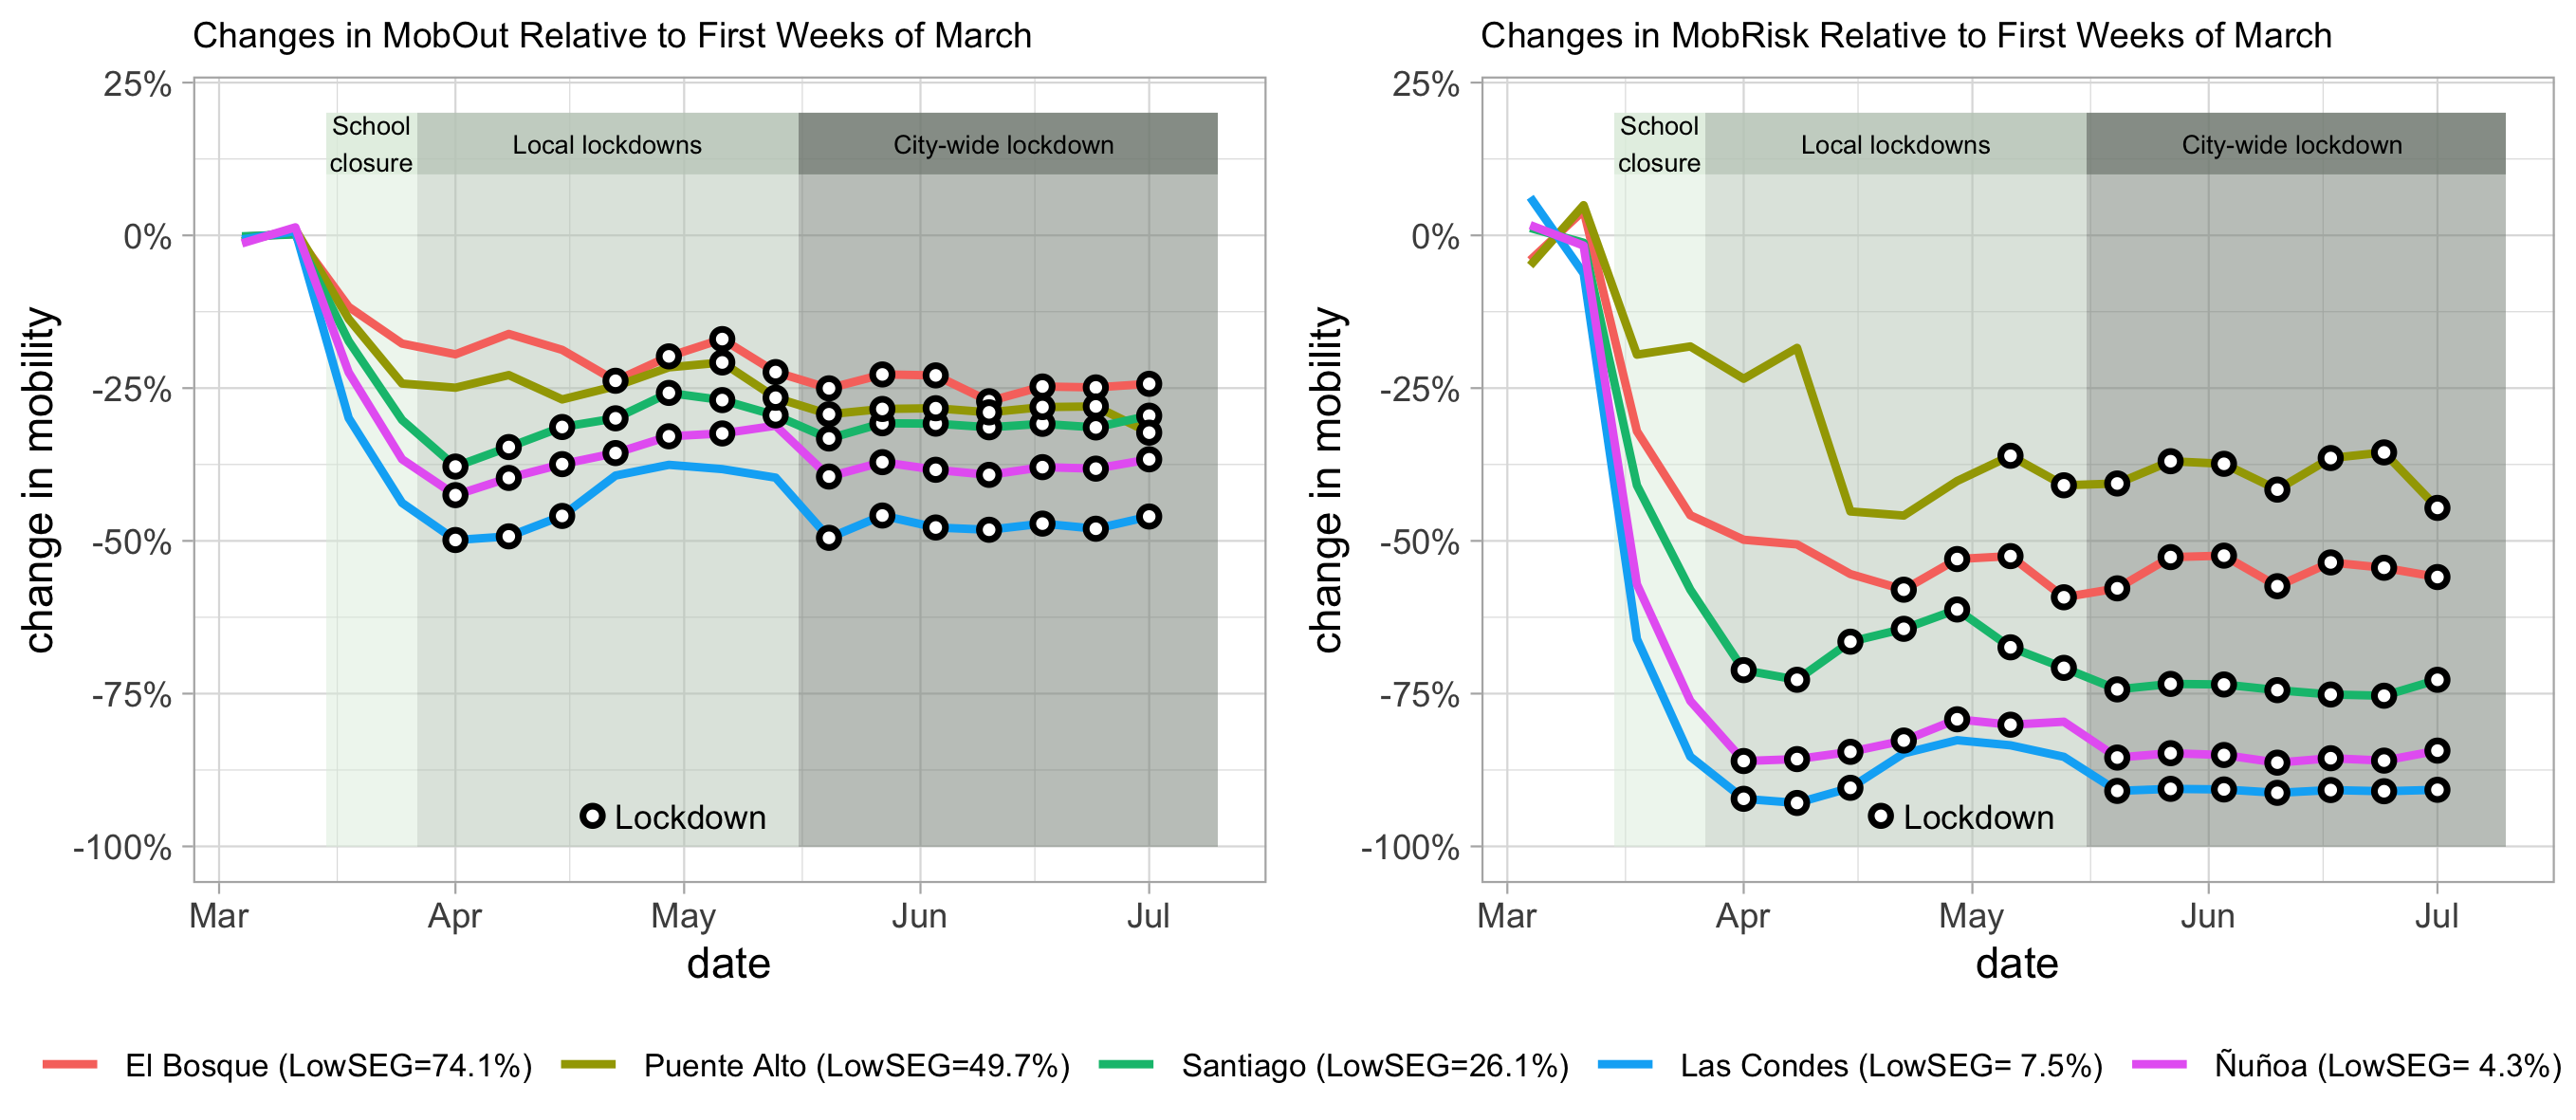 Changes in MobOut Relative to First Weeks of March
25%
0%
-25%
-50%
-75%
-100%
change in mobility
School
closure
Local lockdowns
City-wide lockdown
Lockdown
Mar
Apr
May
Jun
Jul
date
Changes in MobRisk Relative to First Weeks of March
25%
0%
-25%
-50%
-75%
-100%
change in mobility
School
closure
Local lockdowns
City-wide lockdown
Lockdown
Mar
Apr
May
Jun
Jul
date
El Bosque (LowSEG=74.1%)
Puente Alto (LowSEG=49.7%)
Santiago (LowSEG=26.1%)
Las Condes (LowSEG= 7.5%)
Ñuñoa (LowSEG= 4.3%)